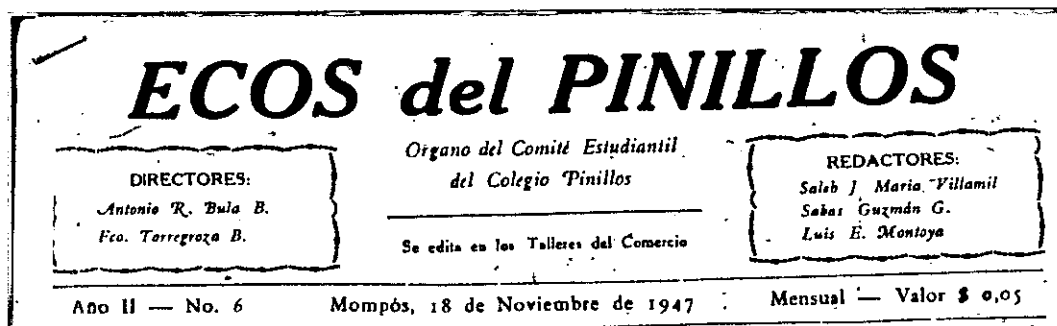 ECOS del PINILLOS
DIRECTORES:
Antonio R. Bula B.
Fco. Torregroza B.
Organo del Comité Estudiantil
del Colegio Pinillos
Se edita en los Talleres del Comercio
REDACTORES:
Saleb J. Maria Villamil
Sabas Guzmán G.
Luis E. Montoya
Año II — No. 6 Mompós, 18 de Noviembre de 1947 Mensual — Valor $ 0,05